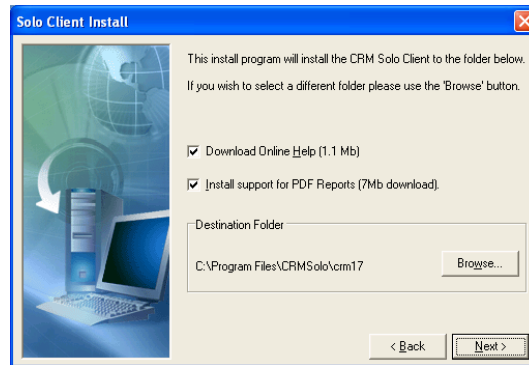 Solo Client Install
This install program will install the CRM Solo Client to the folder below.
If you wish to select a different folder please use the 'Browse' button.
Download Online Help (1.1 Mb)
Install support for PDF Reports (7Mb download).
Destination Folder
C:\Program Files\CRMSolo\crm17
Browse...
< Back
Next >